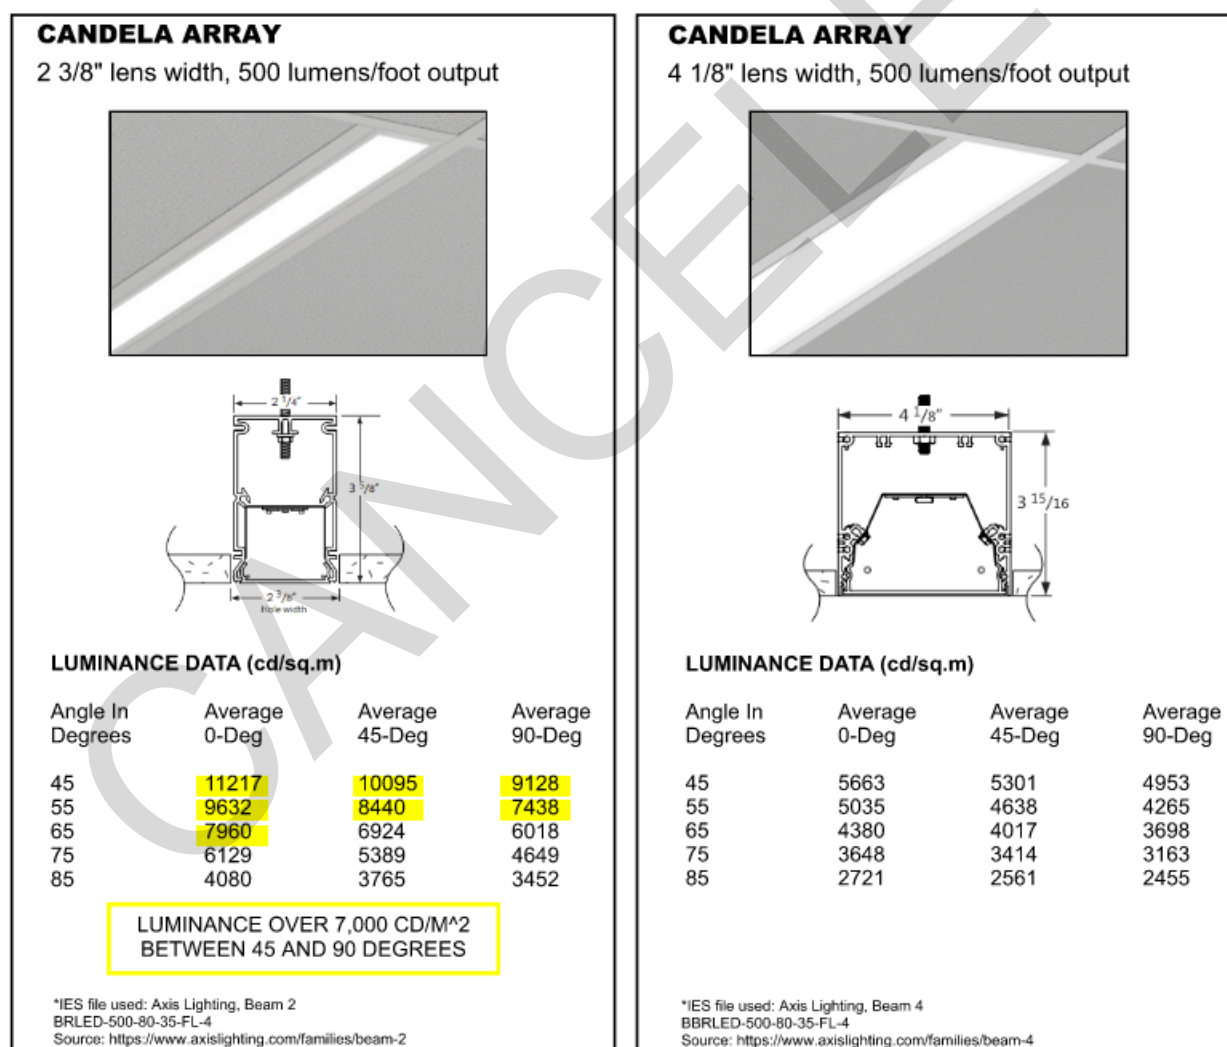 CANDELA ARRAY
2 3/8" lens width, 500 lumens/foot output
2 1/4"
3 5/8"
2 3/8"
Hole width
LUMINANCE DATA (cd/sq.m)
Angle In Average Average Average
Degrees 0-Deg 45-Deg 90-Deg
45 11217 10095 9128
55 9632 8440 7438
65 7960 6924 6018
75 6129 5389 4649
85 4080 3765 3452
LUMINANCE OVER 7,000 CD/M^2
BETWEEN 45 AND 90 DEGREES
*IES file used: Axis Lighting, Beam 2
BRLED-500-80-35-FL-4
Source: https://www.axislighting.com/families/beam-2
CANDELA ARRAY
4 1/8" lens width, 500 lumens/foot output
4 1/8"
3 15/16
LUMINANCE DATA (cd/sq.m)
Angle In Average Average Average
Degrees 0-Deg 45-Deg 90-Deg
45 5663 5301 4953
55 5035 4638 4265
65 4380 4017 3698
75 3648 3414 3163
85 2721 2561 2455
*IES file used: Axis Lighting, Beam 4
BBRLED-500-80-35-FL-4
Source: https://www.axislighting.com/families/beam-4
CANCELE